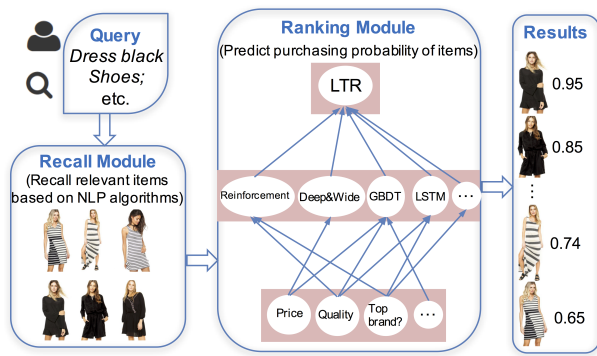 Query
Dress black
Shoes;
etc.
Recall Module
(Recall relevant items
based on NLP algorithms)
Ranking Module
(Predict purchasing probability of items)
LTR
Reinforcement
Deep&Wide
GBDT
LSTM
...
Price
Quality
Top
brand?
...
Results
0.95
0.85
0.74
0.65